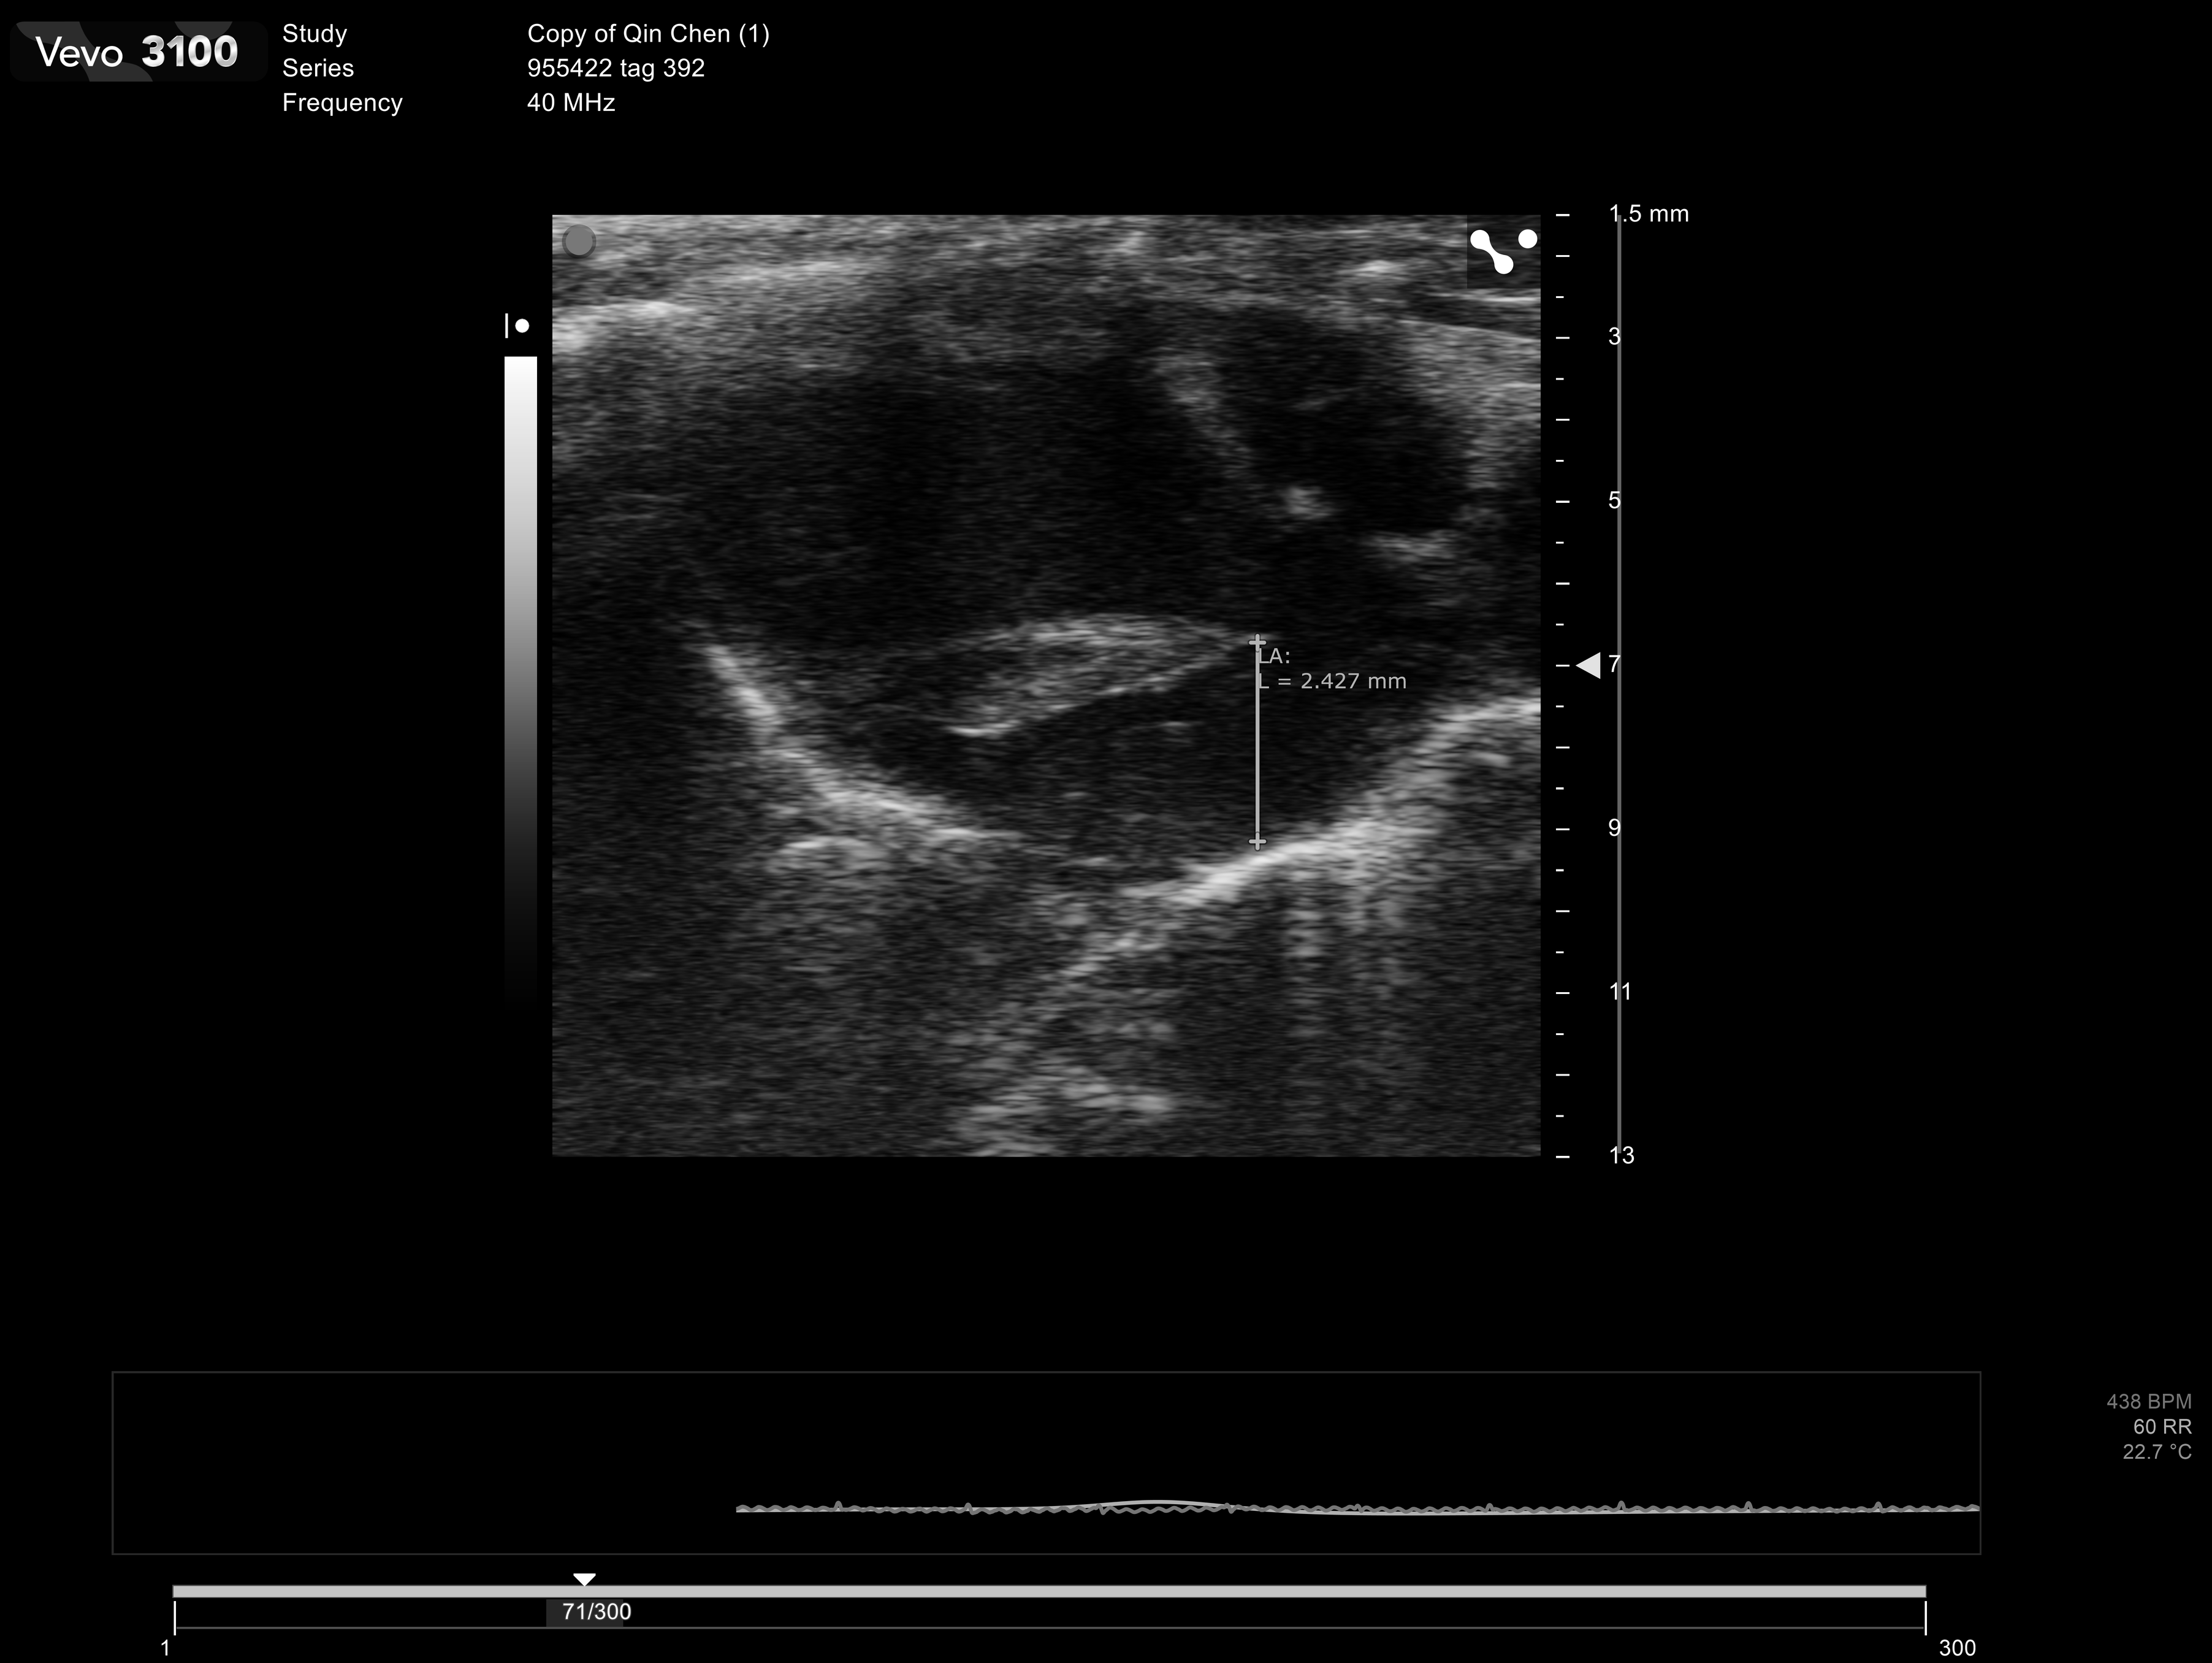 Vevo 3100
Study Copy of Qin Chen (1)
Series 955422 tag 392
Frequency 40 MHz
1.5 mm
3
5
LA:
7
L = 2.427 mm
9
11
13
438 BPM
60 RR
22.7 °C
71/300
1
300